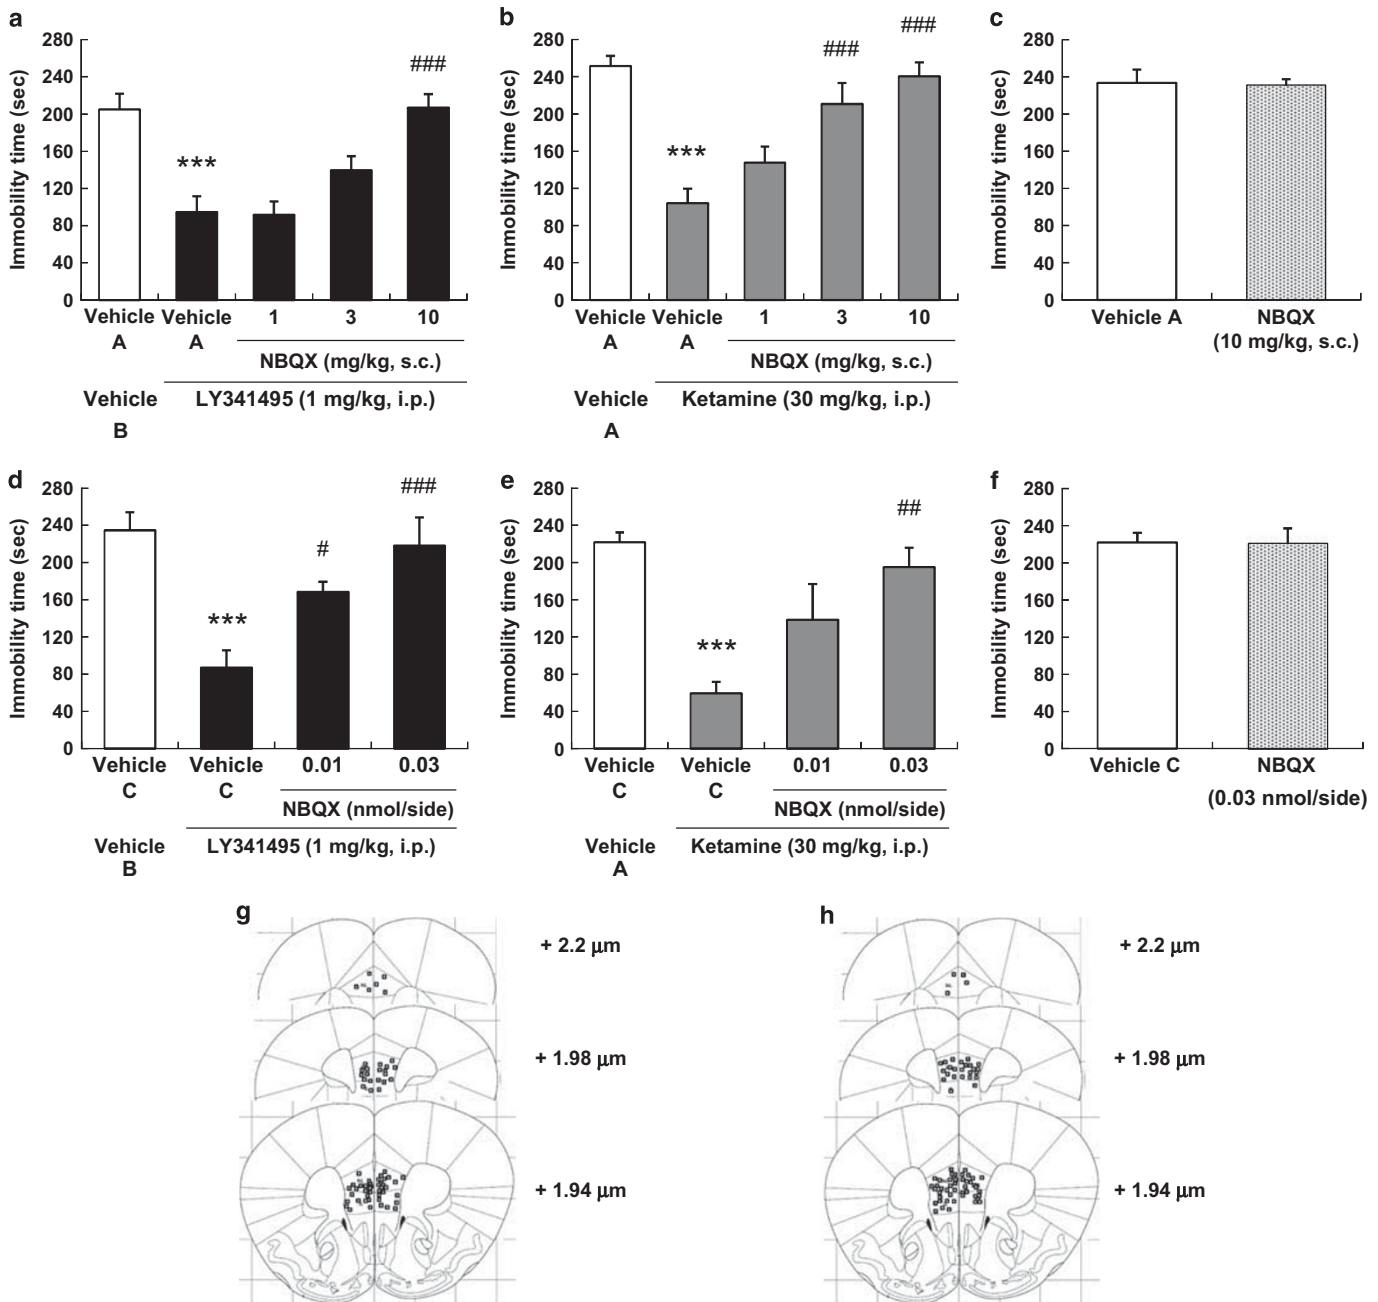 a
Immobility time (sec)
280
240
200
160
120
80
40
0
***
###
Vehicle A
Vehicle A
1
3
10
NBQX (mg/kg, s.c.)
Vehicle B
LY341495 (1 mg/kg, i.p.)
b
Immobility time (sec)
280
240
200
160
120
80
40
0
***
###
###
Vehicle A
Vehicle A
1
3
10
NBQX (mg/kg, s.c.)
Vehicle A
Ketamine (30 mg/kg, i.p.)
c
Immobility time (sec)
280
240
200
160
120
80
40
0
Vehicle A
NBQX
(10 mg/kg, s.c.)
d
Immobility time (sec)
280
240
200
160
120
80
40
0
***
#
###
Vehicle C
Vehicle C
0.01
0.03
NBQX (nmol/side)
Vehicle B
LY341495 (1 mg/kg, i.p.)
e
Immobility time (sec)
280
240
200
160
120
80
40
0
***
##
Vehicle C
Vehicle C
0.01
0.03
NBQX (nmol/side)
Vehicle A
Ketamine (30 mg/kg, i.p.)
f
Immobility time (sec)
280
240
200
160
120
80
40
0
Vehicle C
NBQX
(0.03 nmol/side)
g
+ 2.2 μm
+ 1.98 μm
+ 1.94 μm
h
+ 2.2 μm
+ 1.98 μm
+ 1.94 μm